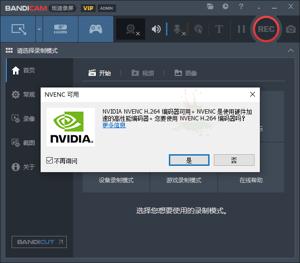 BANDICAM 班迪录屏 VIP ADMIN
REC
请选择录制模式
首页
开始
视频
图像
常规
NVENC 可用
NVIDIA NVENC H.264 编码器可用。NVENC 是使用硬件加
速的高性能编码器。您要使用 NVENC H.264 编码器吗?
更多信息
NVIDIA
不再询问
是
否
录像
截图
关于
设备录制模式
游戏录制模式
在线帮助
选择您想要使用的录制模式。
BANDICUT